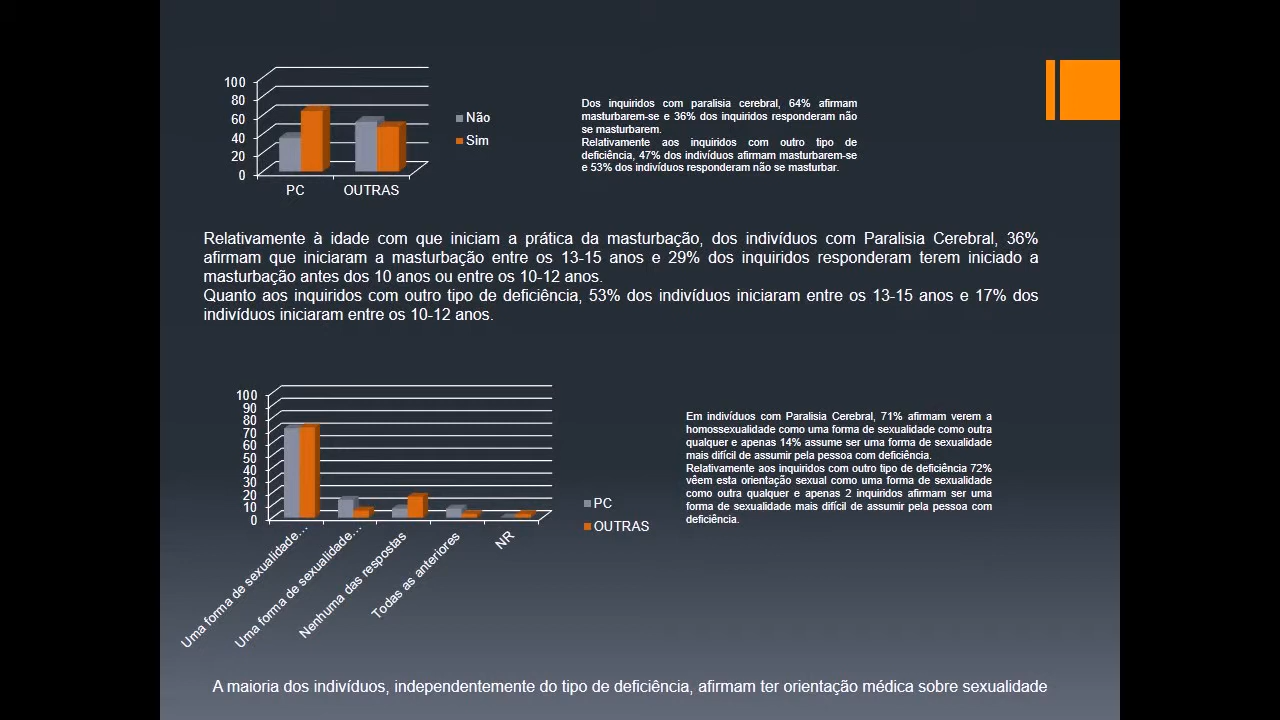 100
80
60
40
20
0
PC
OUTRAS
Não
Sim
Dos inquiridos com paralisia cerebral, 64% afirmam
masturbarem-se e 36% dos inquiridos responderam não
se masturbarem.
Relativamente aos inquiridos com outro tipo de
deficiência, 47% dos indivíduos afirmam masturbarem-se
e 53% dos indivíduos responderam não se masturbar.
Relativamente à idade com que iniciam a prática da masturbação, dos indivíduos com Paralisia Cerebral, 36%
afirmam que iniciaram a masturbação entre os 13-15 anos e 29% dos inquiridos responderam terem iniciado a
masturbação antes dos 10 anos ou entre os 10-12 anos.
Quanto aos inquiridos com outro tipo de deficiência, 53% dos indivíduos iniciaram entre os 13-15 anos e 17% dos
indivíduos iniciaram entre os 10-12 anos.
100
90
80
70
60
50
40
30
20
10
0
Uma forma de sexualidade...
Uma forma de sexualidade...
Nenhuma das respostas
Todas as anteriores
NR
PC
OUTRAS
Em indivíduos com Paralisia Cerebral, 71% afirmam verem a
homossexualidade como uma forma de sexualidade como outra
qualquer e apenas 14% assume ser uma forma de sexualidade
mais difícil de assumir pela pessoa com deficiência.
Relativamente aos inquiridos com outro tipo de deficiência 72%
vêem esta orientação sexual como uma forma de sexualidade
como outra qualquer e apenas 2 inquiridos afirmam ser uma
forma de sexualidade mais difícil de assumir pela pessoa com
deficiência.
A maioria dos indivíduos, independentemente do tipo de deficiência, afirmam ter orientação médica sobre sexualidade